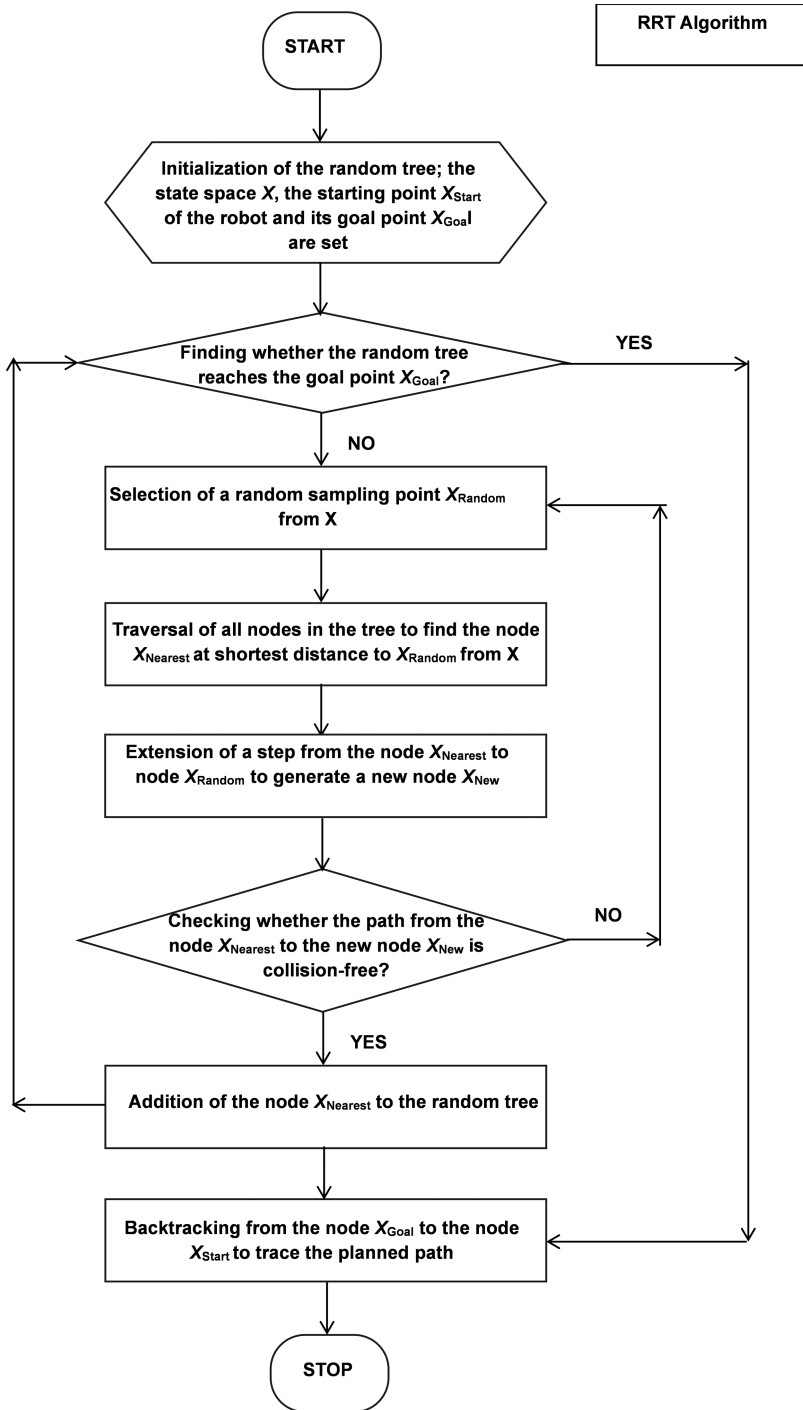 START
RRT Algorithm
Initialization of the random tree; the
state space X, the starting point XStart
of the robot and its goal point XGoal
are set
Finding whether the random tree
reaches the goal point XGoal?
YES
NO
Selection of a random sampling point XRandom
from X
Traversal of all nodes in the tree to find the node
XNearest at shortest distance to XRandom from X
Extension of a step from the node XNearest to
node XRandom to generate a new node XNew
Checking whether the path from the
node XNearest to the new node XNew is
collision-free?
NO
YES
Addition of the node XNearest to the random tree
Backtracking from the node XGoal to the node
XStart to trace the planned path
STOP